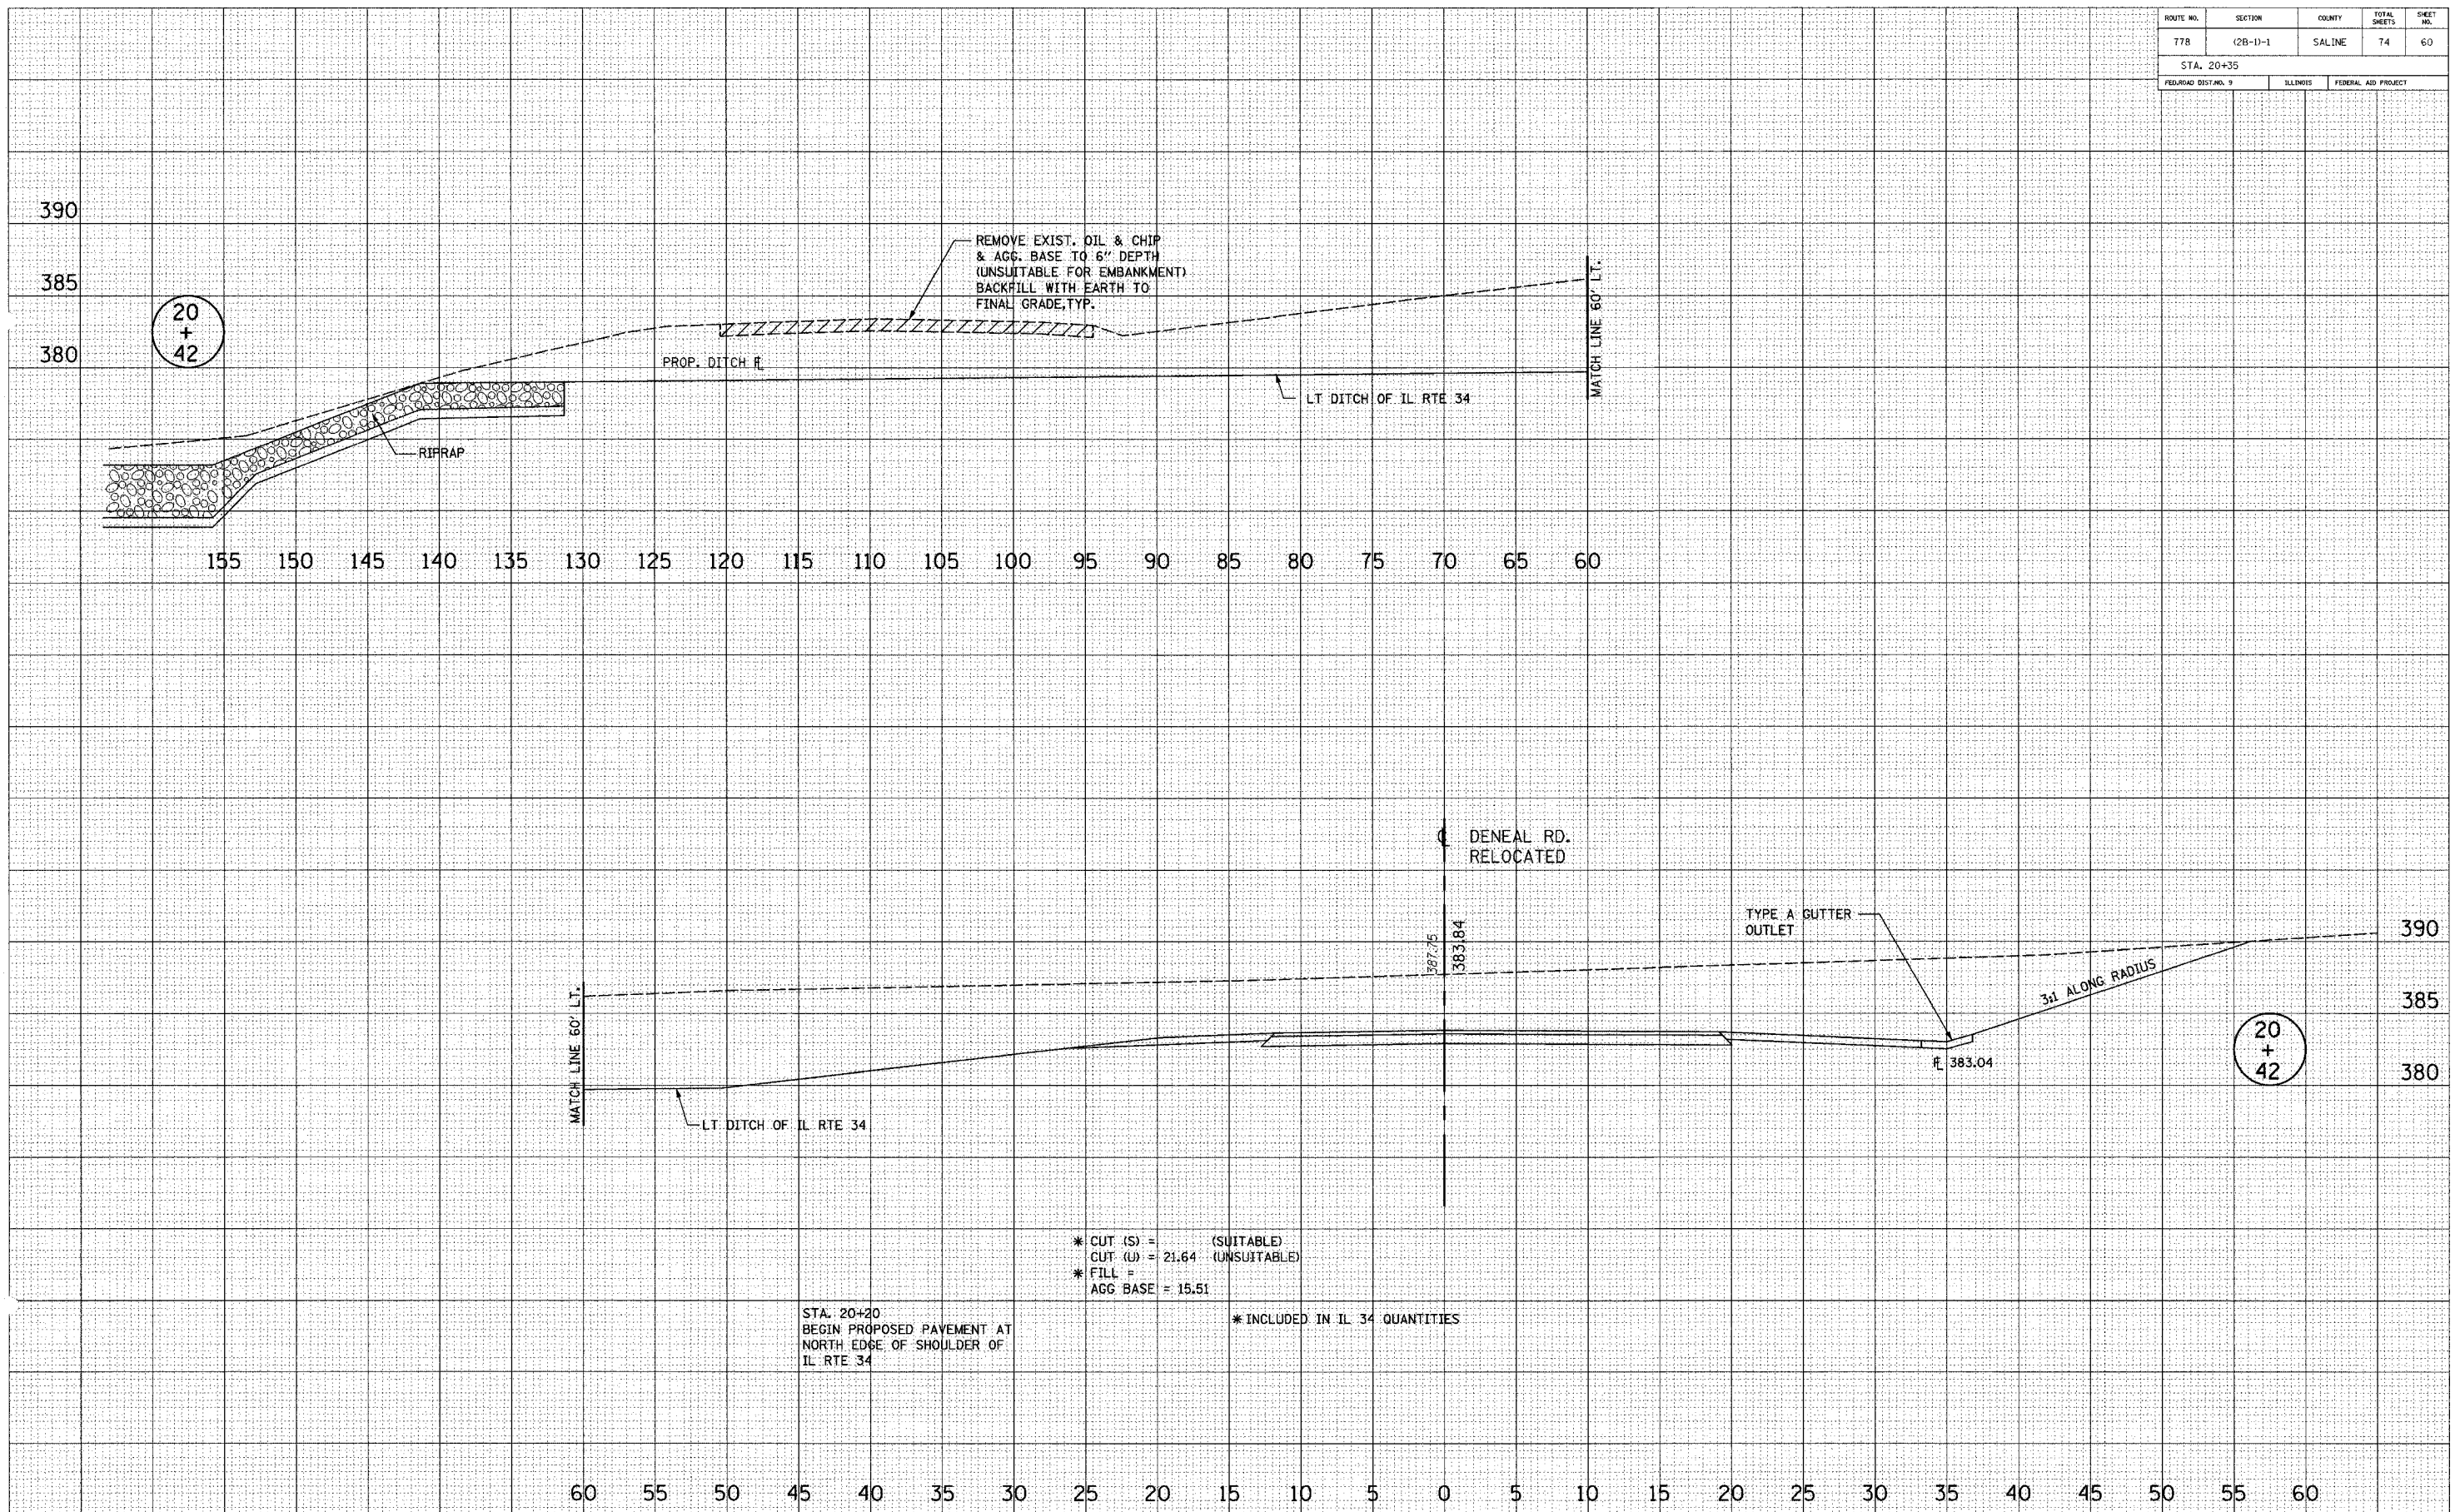 ROUTE NO. SECTION COUNTY TOTAL SHEETS SHEET NO.
778 (2B-1)-1 SALINE 74 60
STA. 20+35
FED.ROAD DIST.NO. 9 ILLINOIS FEDERAL AID PROJECT
390
385
380
20
+
42
REMOVE EXIST. OIL & CHIP
& AGG. BASE TO 6" DEPTH
(UNSUITABLE FOR EMBANKMENT)
BACKFILL WITH EARTH TO
FINAL GRADE,TYP.
MATCH LINE 60' LT.
PROP. DITCH FL
LT DITCH OF IL RTE 34
RIPRAP
155 150 145 140 135 130 125 120 115 110 105 100 95 90 85 80 75 70 65 60
CL DENEAL RD.
RELOCATED
387.75
383.84
TYPE A GUTTER
OUTLET
3:1 ALONG RADIUS
390
385
380
20
+
42
FL 383.04
MATCH LINE 60' LT.
LT DITCH OF IL RTE 34
* CUT (S) = (SUITABLE)
CUT (U) = 21.64 (UNSUITABLE)
* FILL =
AGG BASE = 15.51
* INCLUDED IN IL 34 QUANTITIES
STA. 20+20
BEGIN PROPOSED PAVEMENT AT
NORTH EDGE OF SHOULDER OF
IL RTE 34
60 55 50 45 40 35 30 25 20 15 10 5 0 5 10 15 20 25 30 35 40 45 50 55 60